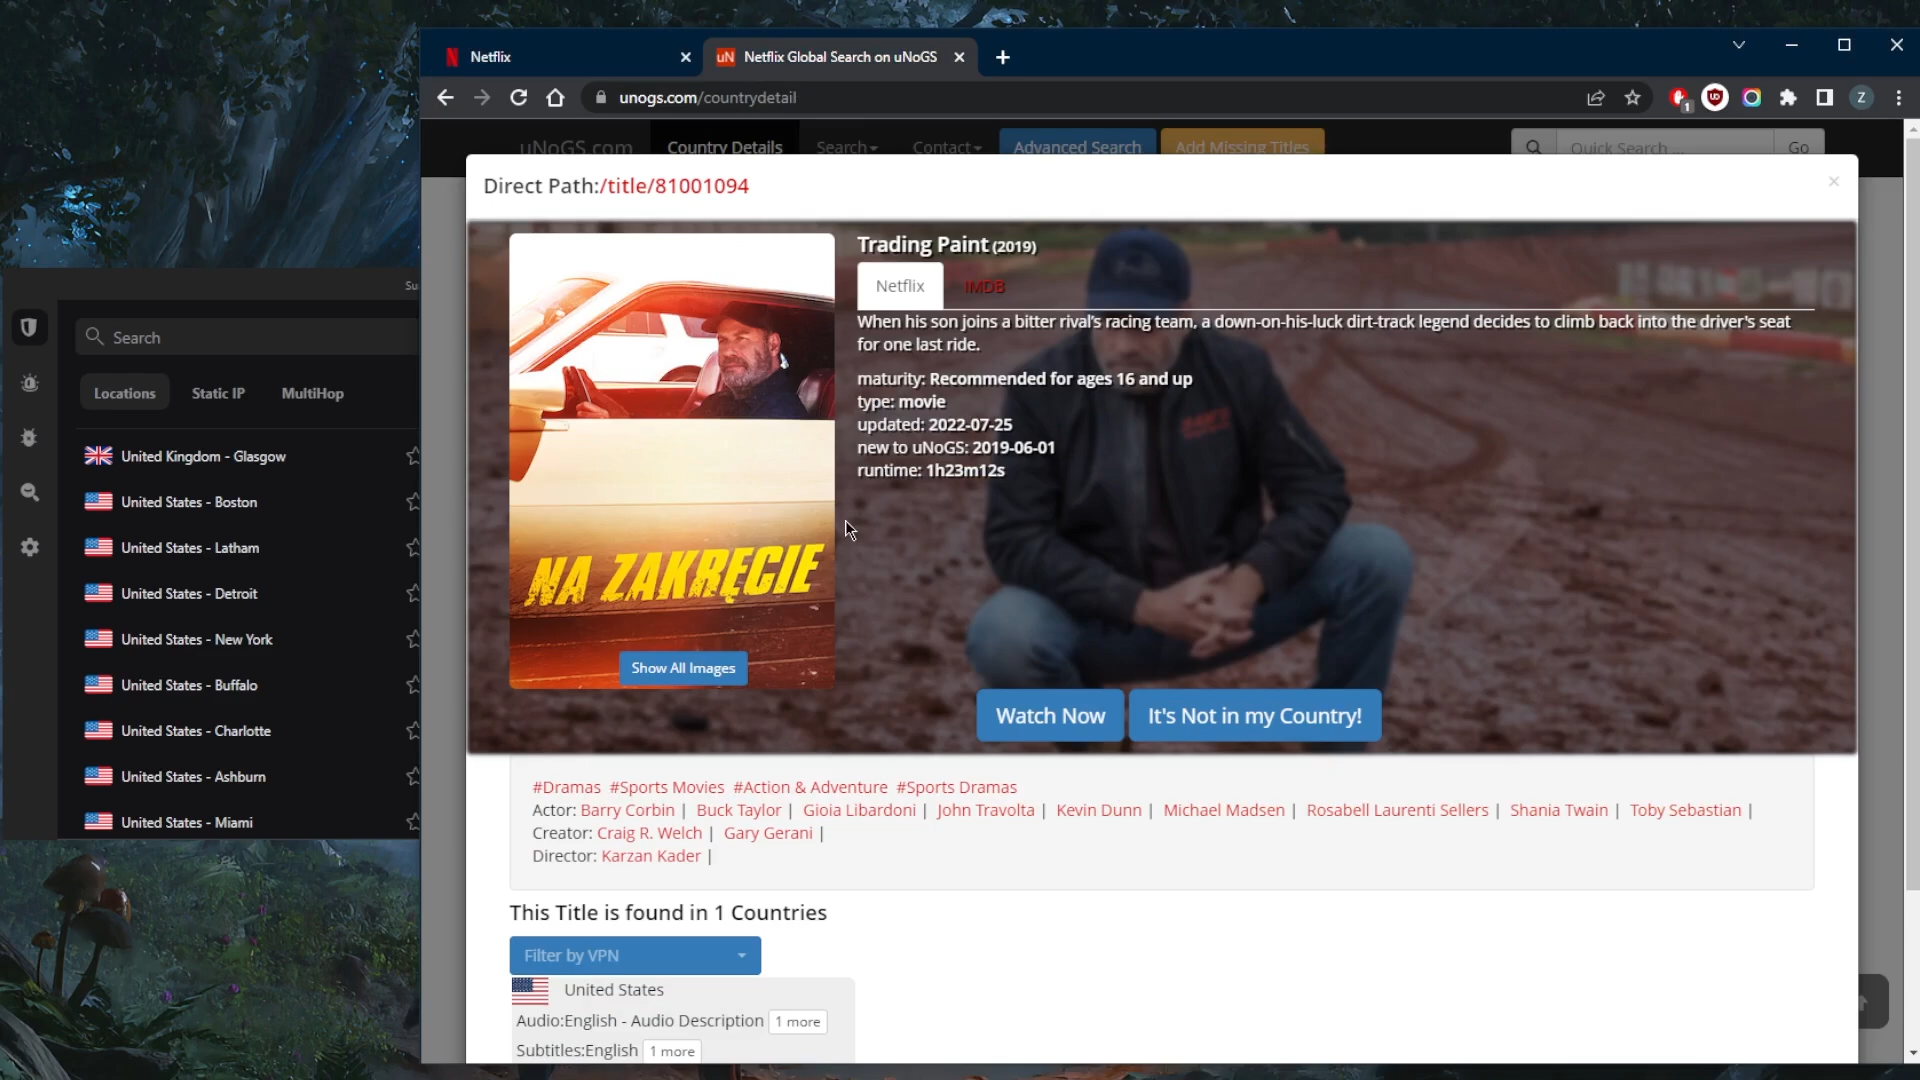 Netflix
uN Netflix Global Search on uNoGS
unogs.com/countrydetail
1
Z
uNoGS.com Country Details Search Contact Advanced Search Add Missing Titles Quick Search ... Go
Direct Path:/title/81001094
×
Trading Paint (2019)
Netflix IMDB
When his son joins a bitter rival's racing team, a down-on-his-luck dirt-track legend decides to climb back into the driver's seat
for one last ride.
maturity: Recommended for ages 16 and up
type: movie
updated: 2022-07-25
new to uNoGS: 2019-06-01
runtime: 1h23m12s
NA ZAKRĘCIE
Show All Images
Watch Now It's Not in my Country!
#Dramas #Sports Movies #Action & Adventure #Sports Dramas
Actor: Barry Corbin | Buck Taylor | Gioia Libardoni | John Travolta | Kevin Dunn | Michael Madsen | Rosabell Laurenti Sellers | Shania Twain | Toby Sebastian |
Creator: Craig R. Welch | Gary Gerani |
Director: Karzan Kader |
This Title is found in 1 Countries
Filter by VPN
United States
Audio:English - Audio Description 1 more
Subtitles:English 1 more
Su
Search
Locations Static IP MultiHop
United Kingdom - Glasgow
United States - Boston
United States - Latham
United States - Detroit
United States - New York
United States - Buffalo
United States - Charlotte
United States - Ashburn
United States - Miami